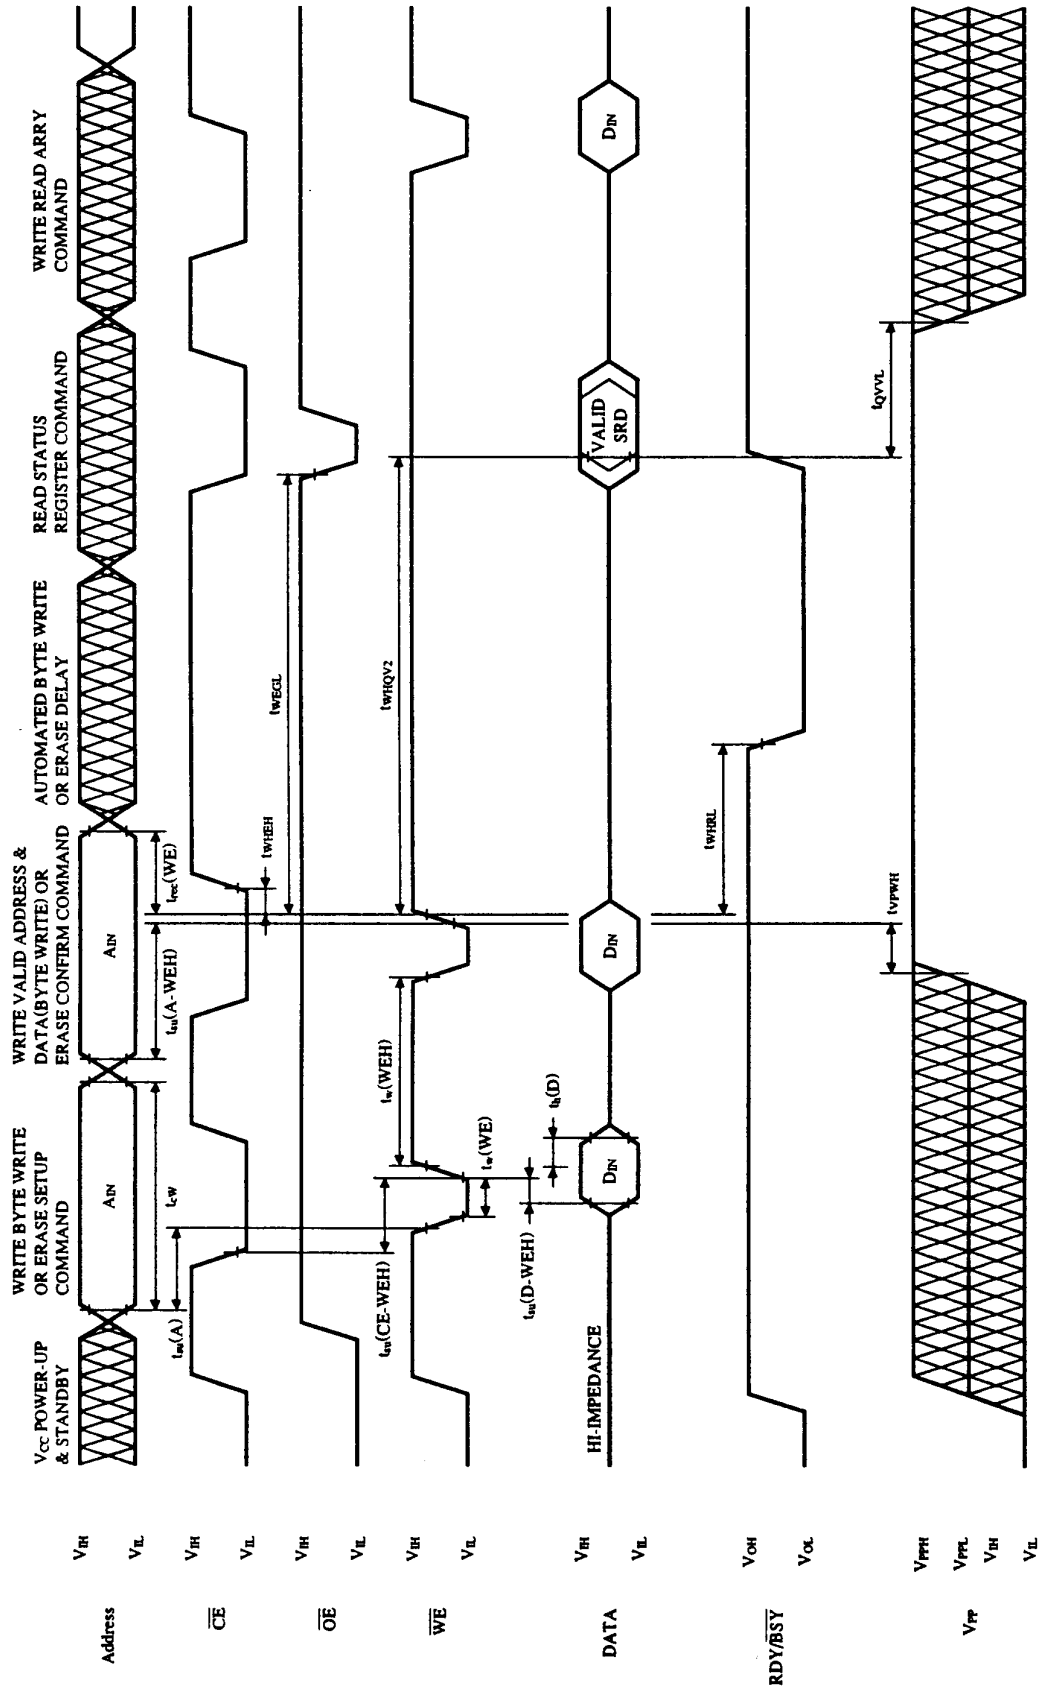 VCC POWER-UP
& STANDBY
WRITE BYTE WRITE
OR ERASE SETUP
COMMAND
WRITE VALID ADDRESS &
DATA(BYTE WRITE) OR
ERASE CONFIRM COMMAND
AUTOMATED BYTE WRITE
OR ERASE DELAY
READ STATUS
REGISTER COMMAND
WRITE READ ARRY
COMMAND
Address
VIH
VIL
AIN
AIN
tcw
tsu(A)
tsu(A-WEH)
trec(WE)
CE
VIH
VIL
tWHEH
OE
VIH
VIL
tWEGL
WE
VIH
VIL
tsu(CE-WEH)
tw(WE)
tw(WEH)
tWHQV2
DATA
VIH
VIL
HI-IMPEDANCE
tsu(D-WEH)
th(D)
DIN
DIN
VALID
SRD
DIN
RDY/BSY
VOH
VOL
tWHRL
VPP
VPPH
VPPL
VIH
VIL
tVPWH
tQVVL